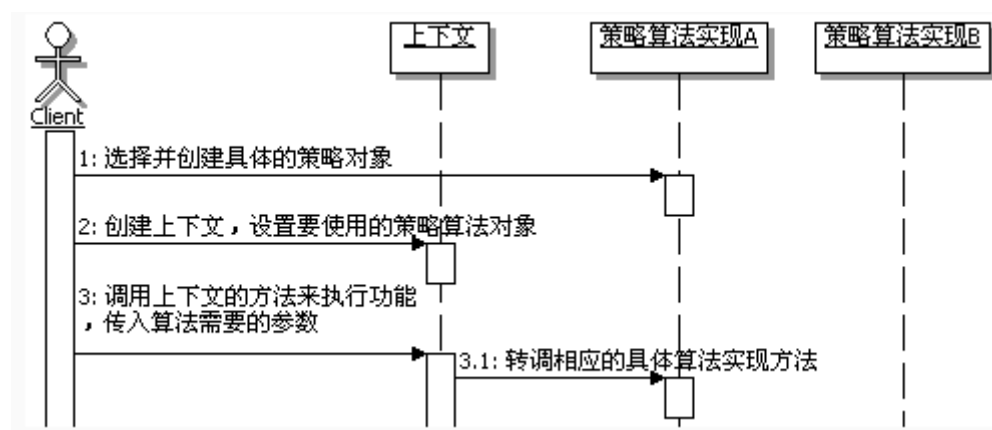 上下文
策略算法实现A
策略算法实现B
Client
1: 选择并创建具体的策略对象
2: 创建上下文，设置要使用的策略算法对象
3: 调用上下文的方法来执行功能
，传入算法需要的参数
3.1: 转调相应的具体算法实现方法